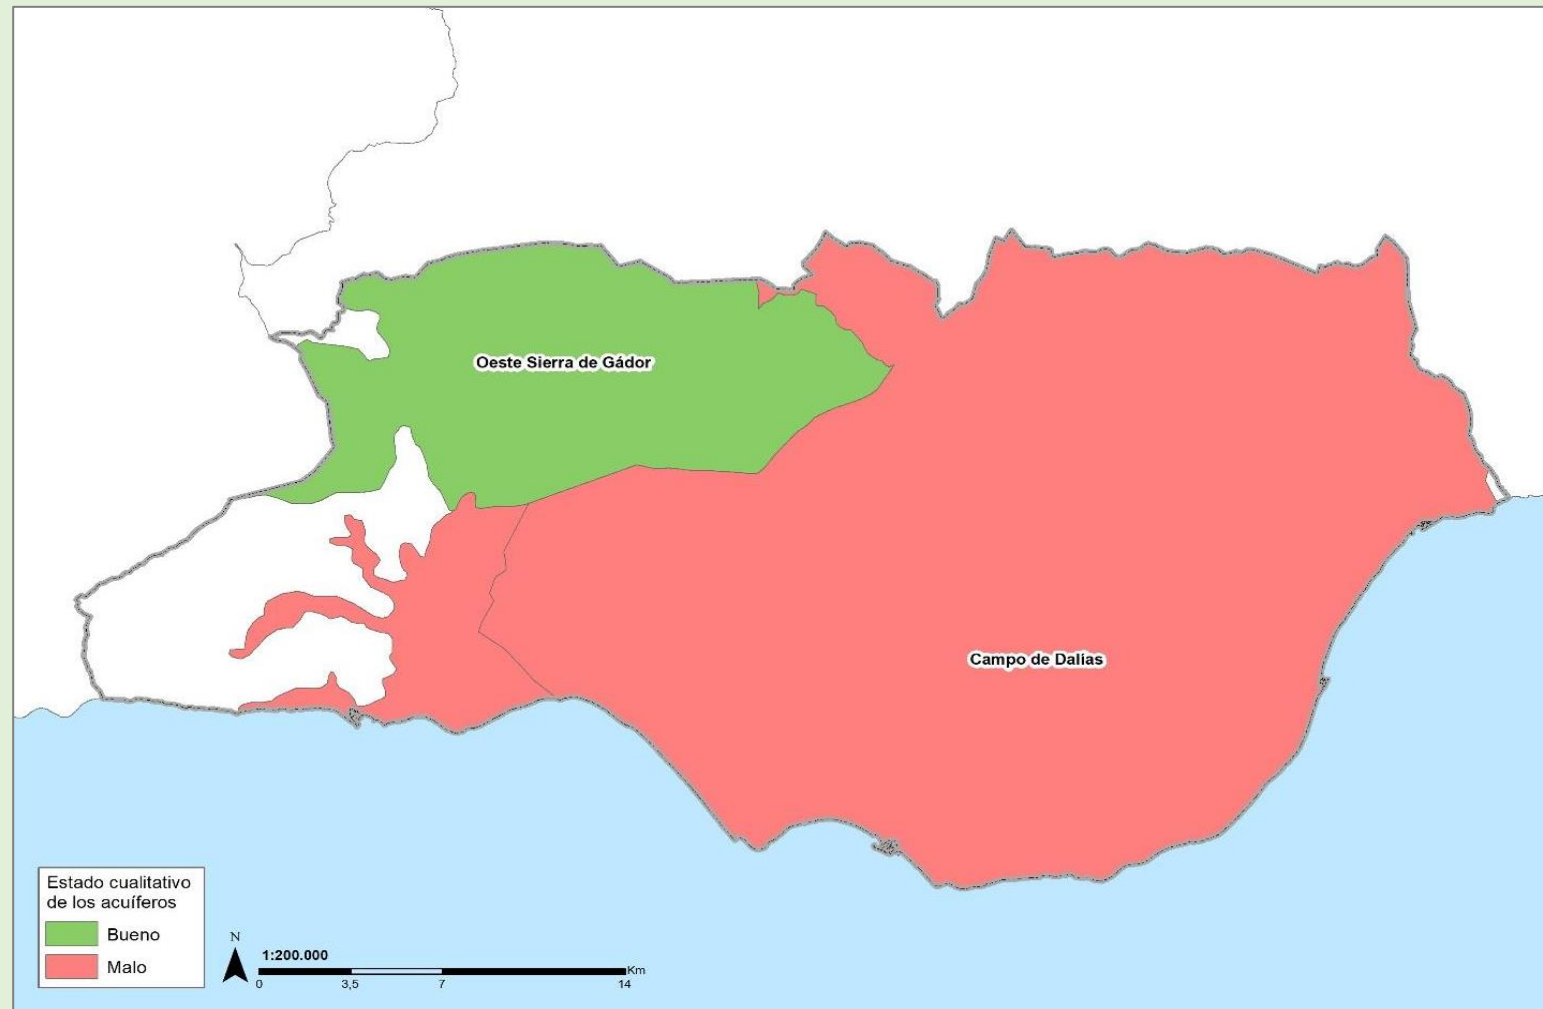 Oeste Sierra de Gádor
Campo de Dalías
Estado cualitativo
de los acuíferos
Bueno
Malo
N
1:200.000
Km
0 3,5 7 14